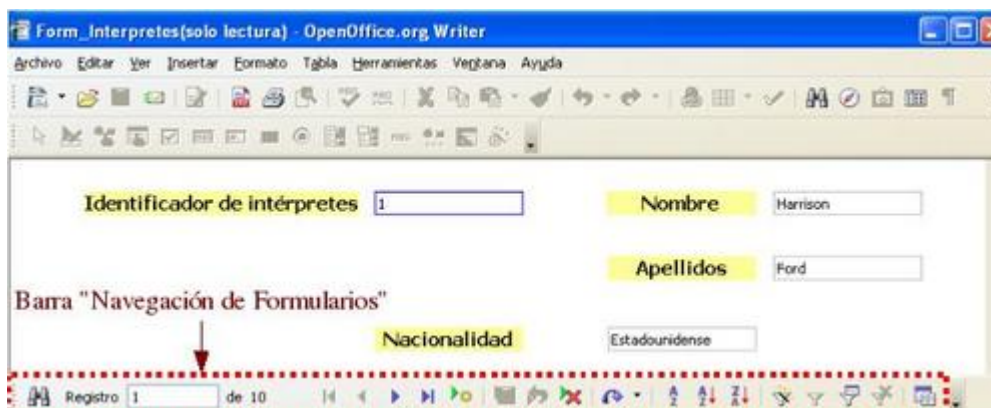 Form_Interpretes(solo lectura) - OpenOffice.org Writer
Archivo Editar Ver Insertar Formato Tabla Herramientas Ventana Ayuda
Identificador de intérpretes 1 Nombre Harrison
Apellidos Ford
Barra "Navegación de Formularios"
Nacionalidad Estadounidense
Registro 1 de 10